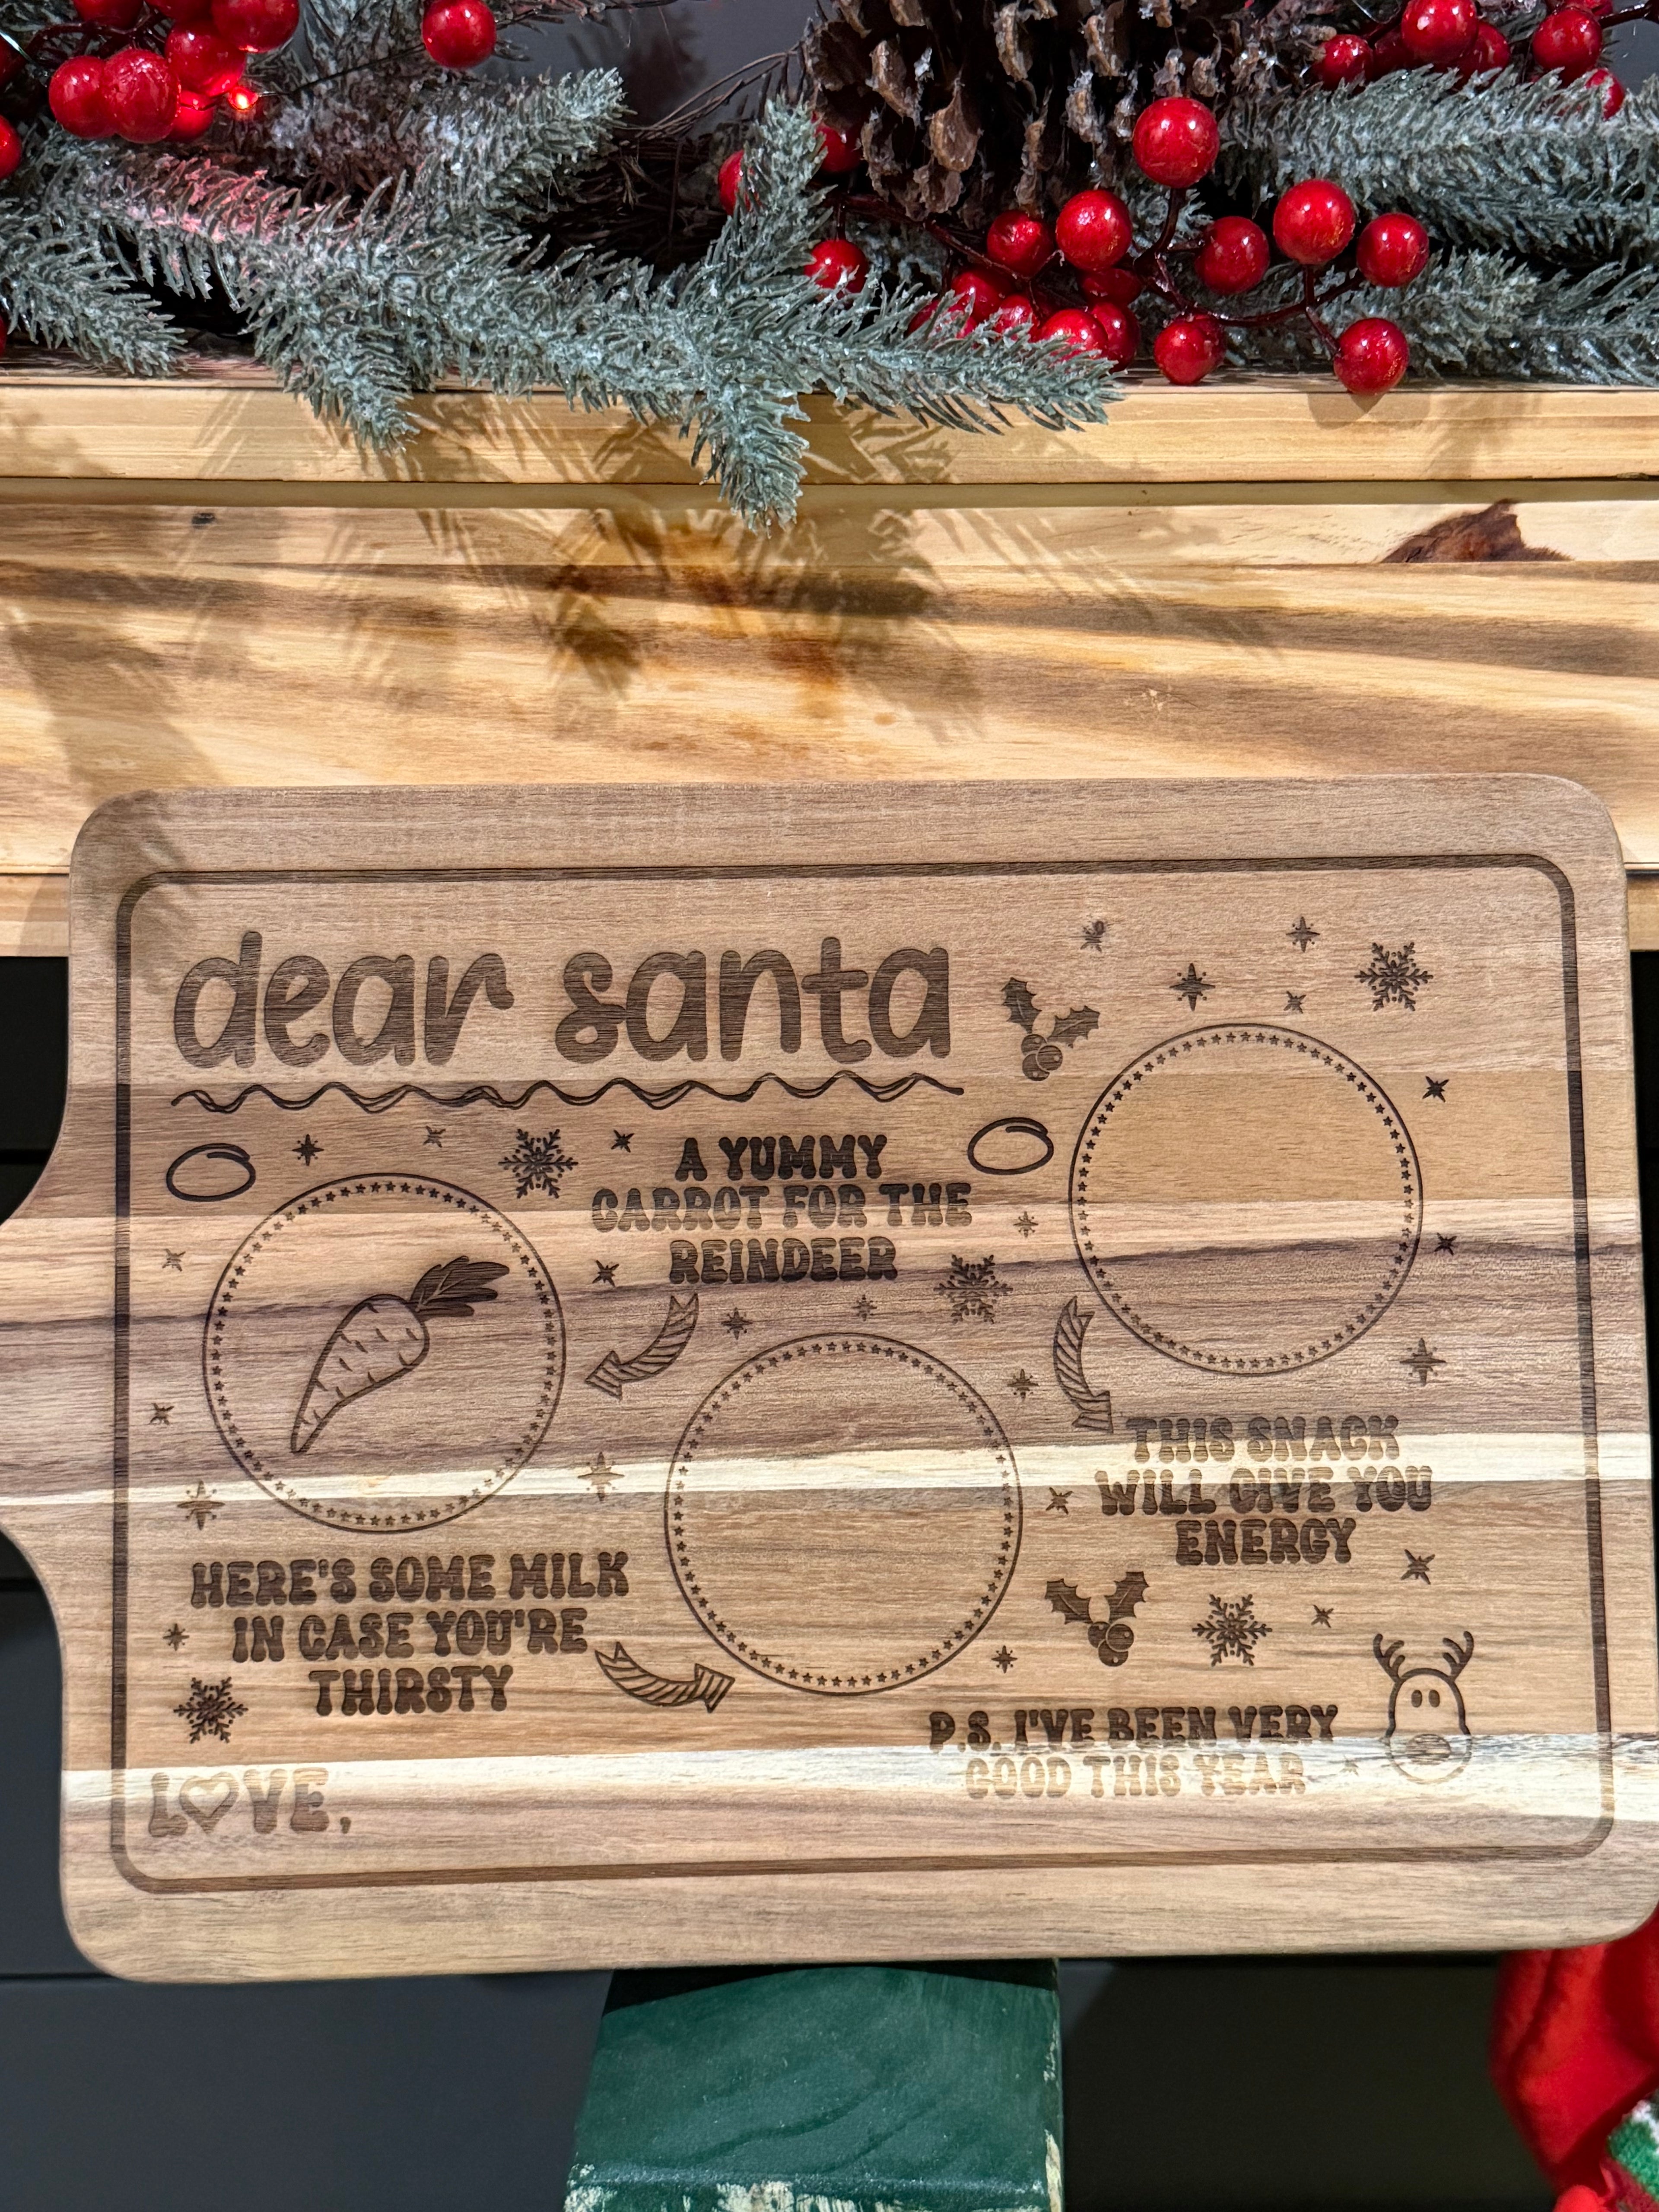 dear santa
A YUMMY
CARROT FOR THE
REINDEER
THIS SNACK
WILL GIVE YOU
ENERGY
HERE'S SOME MILK
IN CASE YOU'RE
THIRSTY
P.S. I'VE BEEN VERY
GOOD THIS YEAR
LOVE,